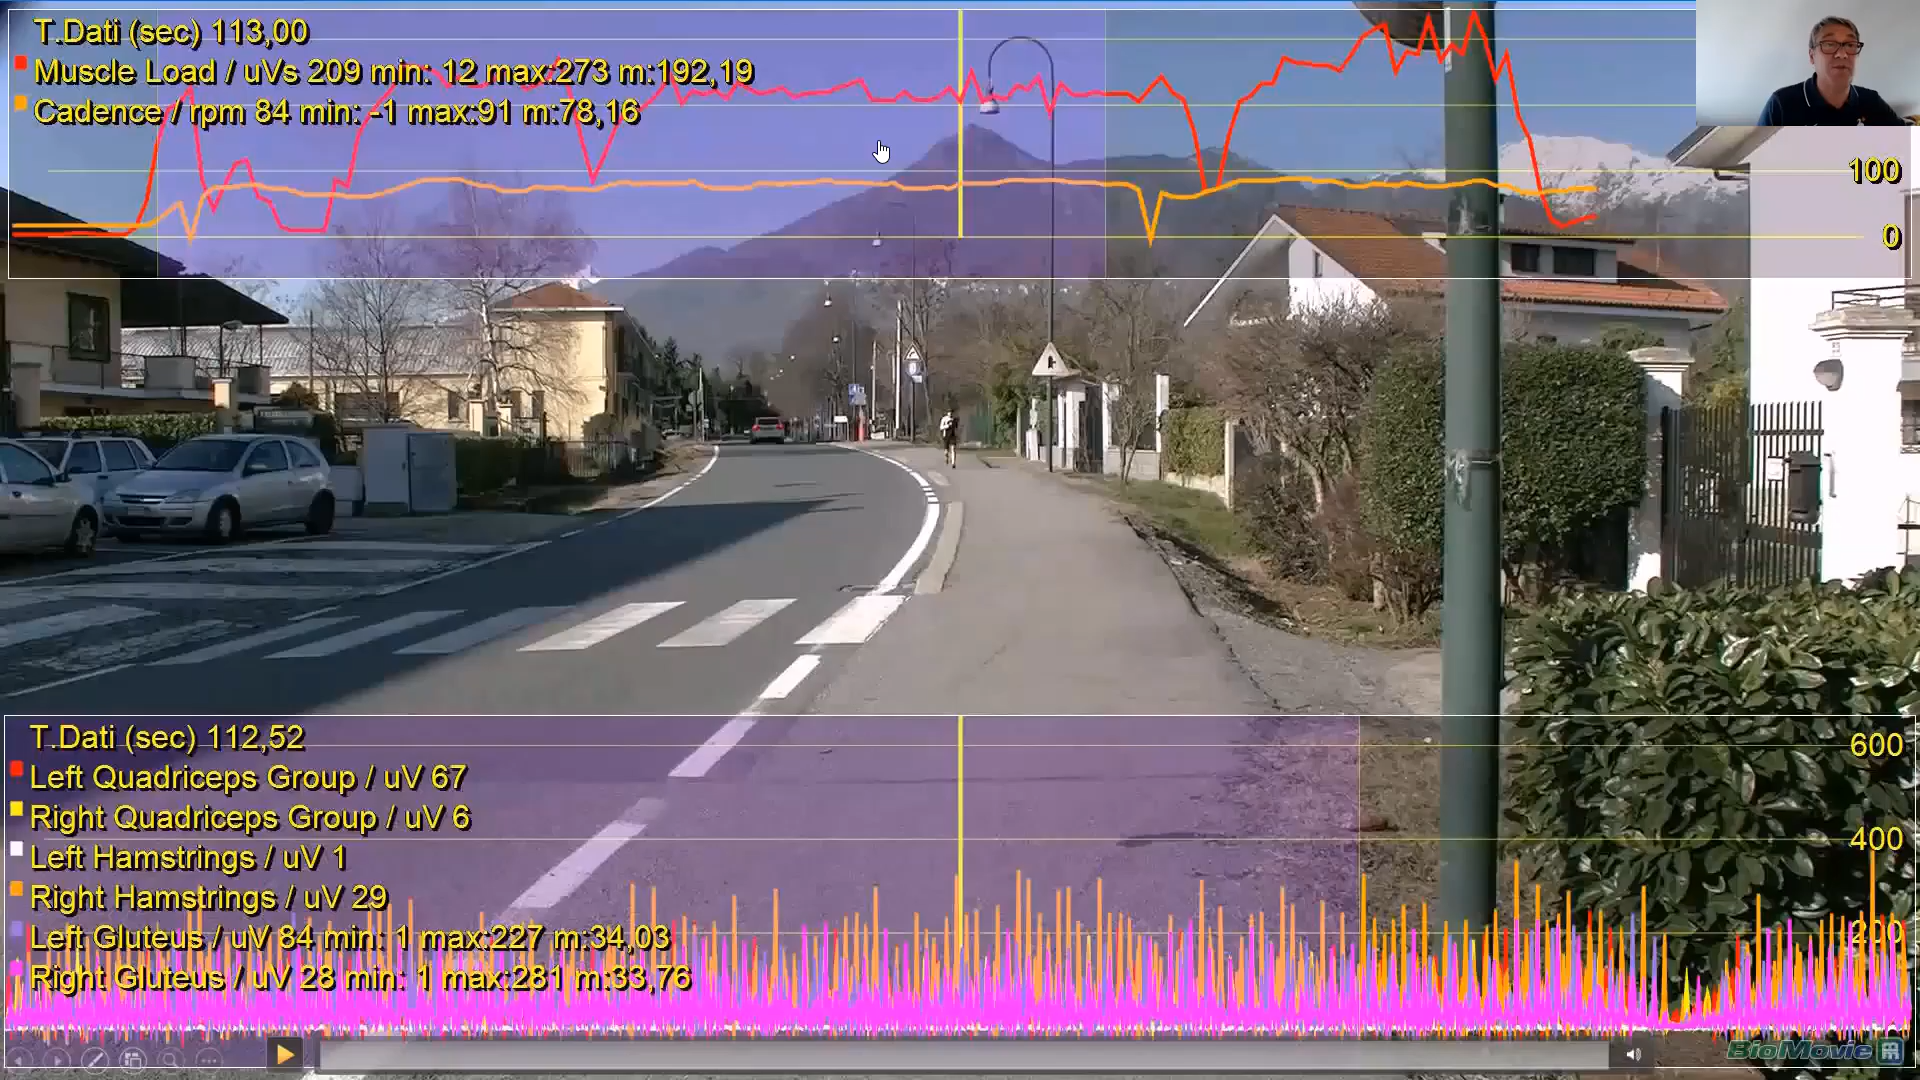 T.Dati (sec) 113,00
Muscle Load / uVs 209 min: 12 max:273 m:192,19
Cadence / rpm 84 min: -1 max:91 m:78,16
100
0
T.Dati (sec) 112,52
600
Left Quadriceps Group / uV 67
Right Quadriceps Group / uV 6
400
Left Hamstrings / uV 1
Right Hamstrings / uV 29
Left Gluteus / uV 84 min: 1 max:227 m:34,03
200
Right Gluteus / uV 28 min: 1 max:281 m:33,76
BioMovie